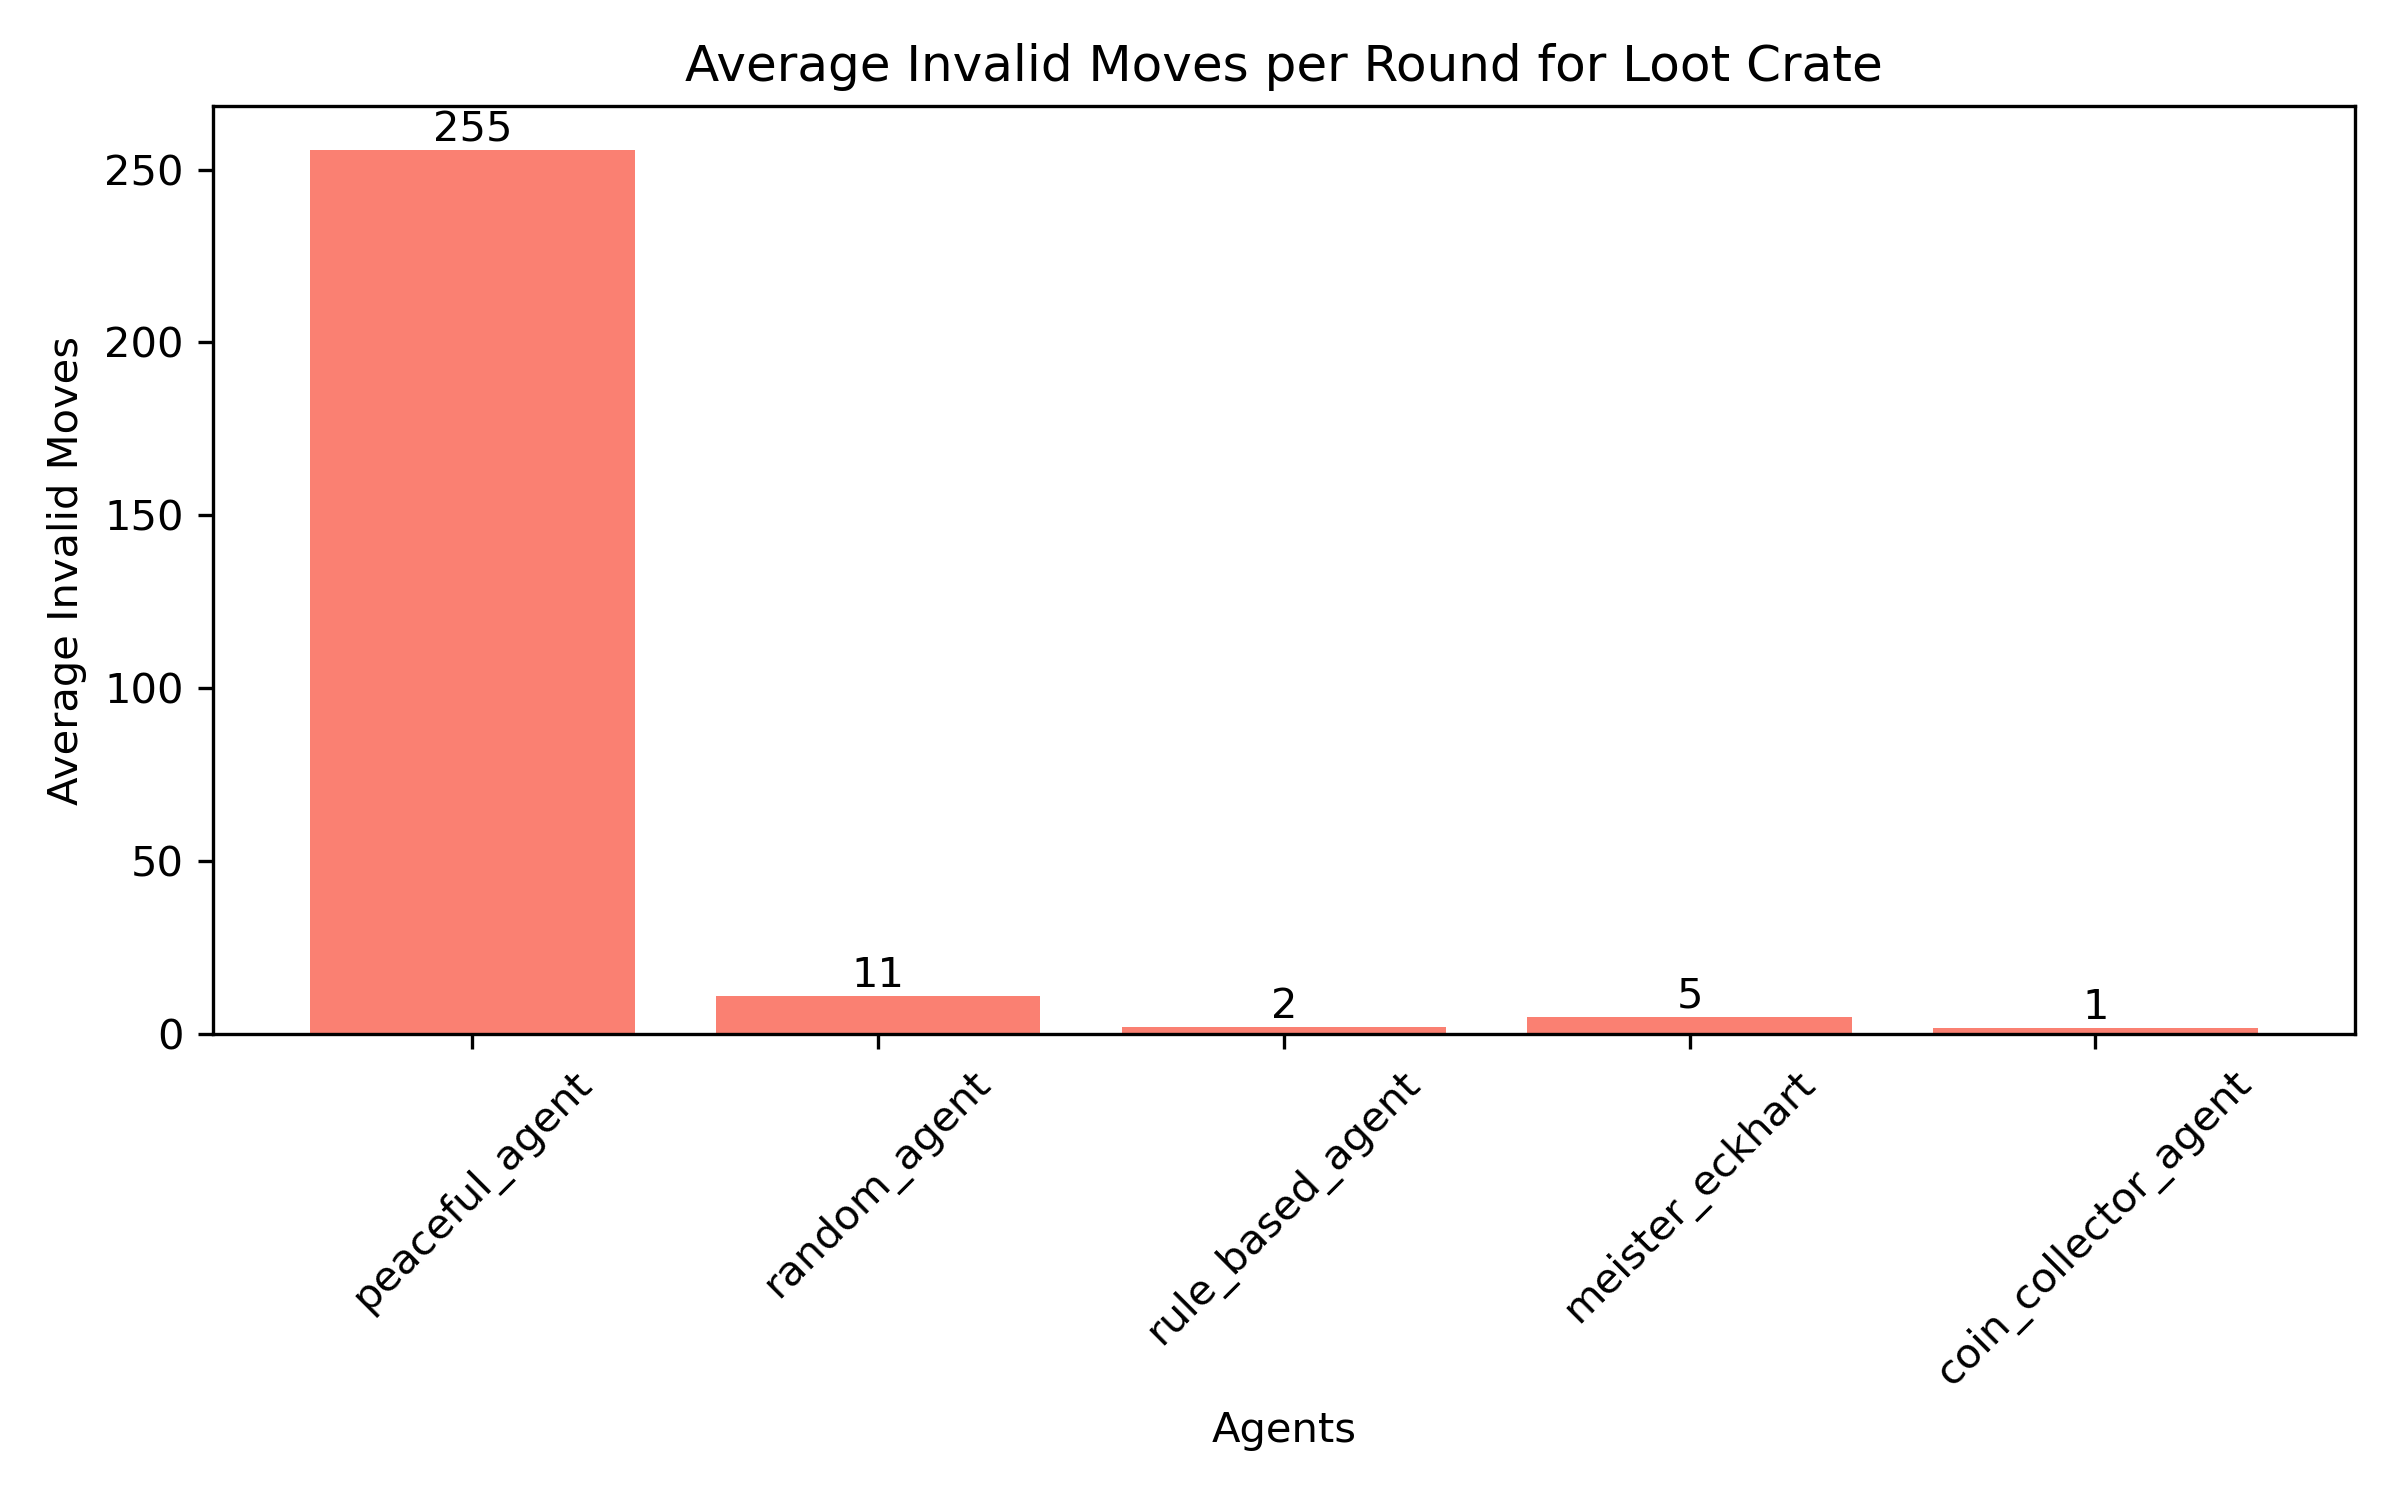 Average Invalid Moves per Round for Loot Crate
Average Invalid Moves
250
200
150
100
50
0
255
11
2
5
1
peaceful_agent
random_agent
rule_based_agent
meister_eckhart
coin_collector_agent
Agents